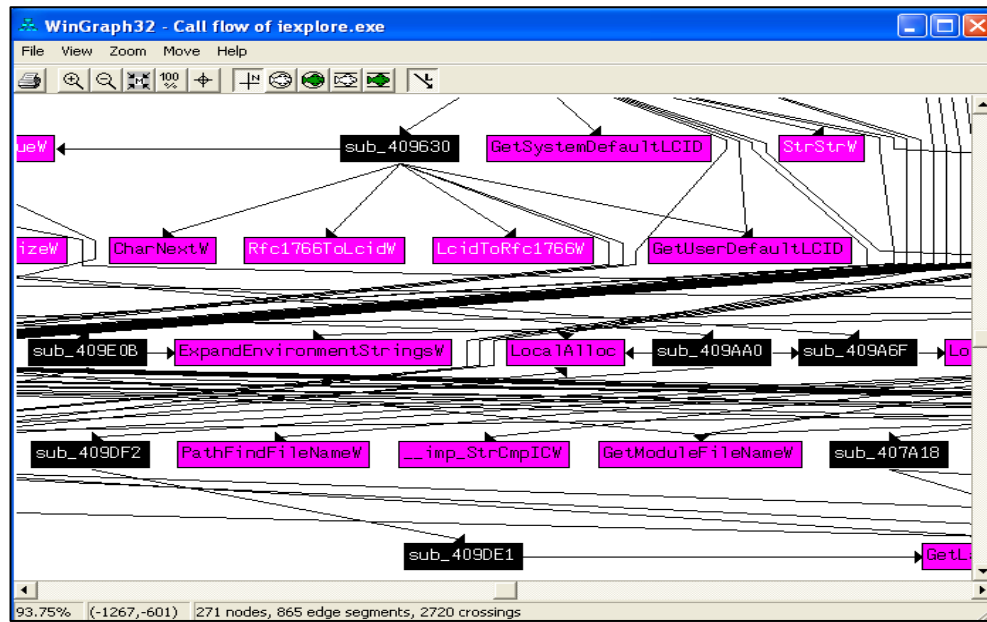 WinGraph32 - Call flow of iexplore.exe
File View Zoom Move Help
100 %
N
ueW sub_409630 GetSystemDefaultLCID StrStrW
izeW CharNextW Rfc1766ToLcidW LcidToRfc1766W GetUserDefaultLCID
sub_409E0B ExpandEnvironmentStringsW LocalAlloc sub_409AA0 sub_409A6F Lo
sub_409DF2 PathFindFileNameW __imp_StrCmpICW GetModuleFileNameW sub_407A18
sub_409DE1 GetLa
93.75% (-1267,-601) 271 nodes, 865 edge segments, 2720 crossings